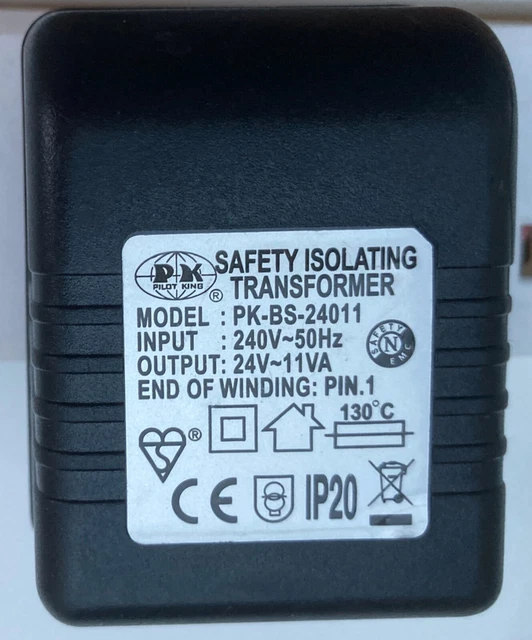 PK
PILOT KING
®
SAFETY ISOLATING
TRANSFORMER
MODEL : PK-BS-24011
INPUT : 240V~50Hz
OUTPUT: 24V~11VA
END OF WINDING: PIN.1
SAFETY
N
EMC
®
130°C
CE
IP20